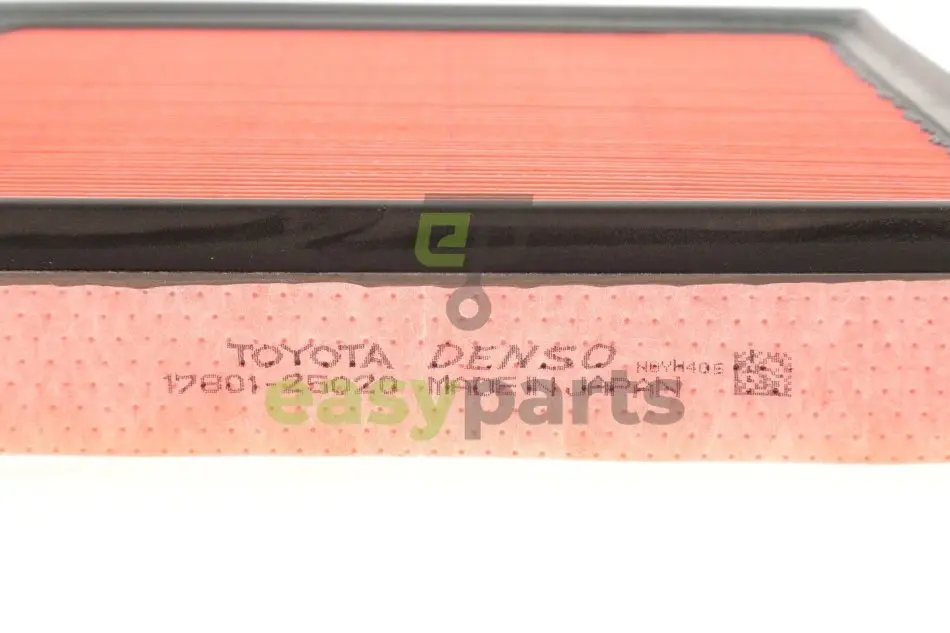 TOYOTA DENSO
17801-25020 MADE IN JAPAN
easyparts